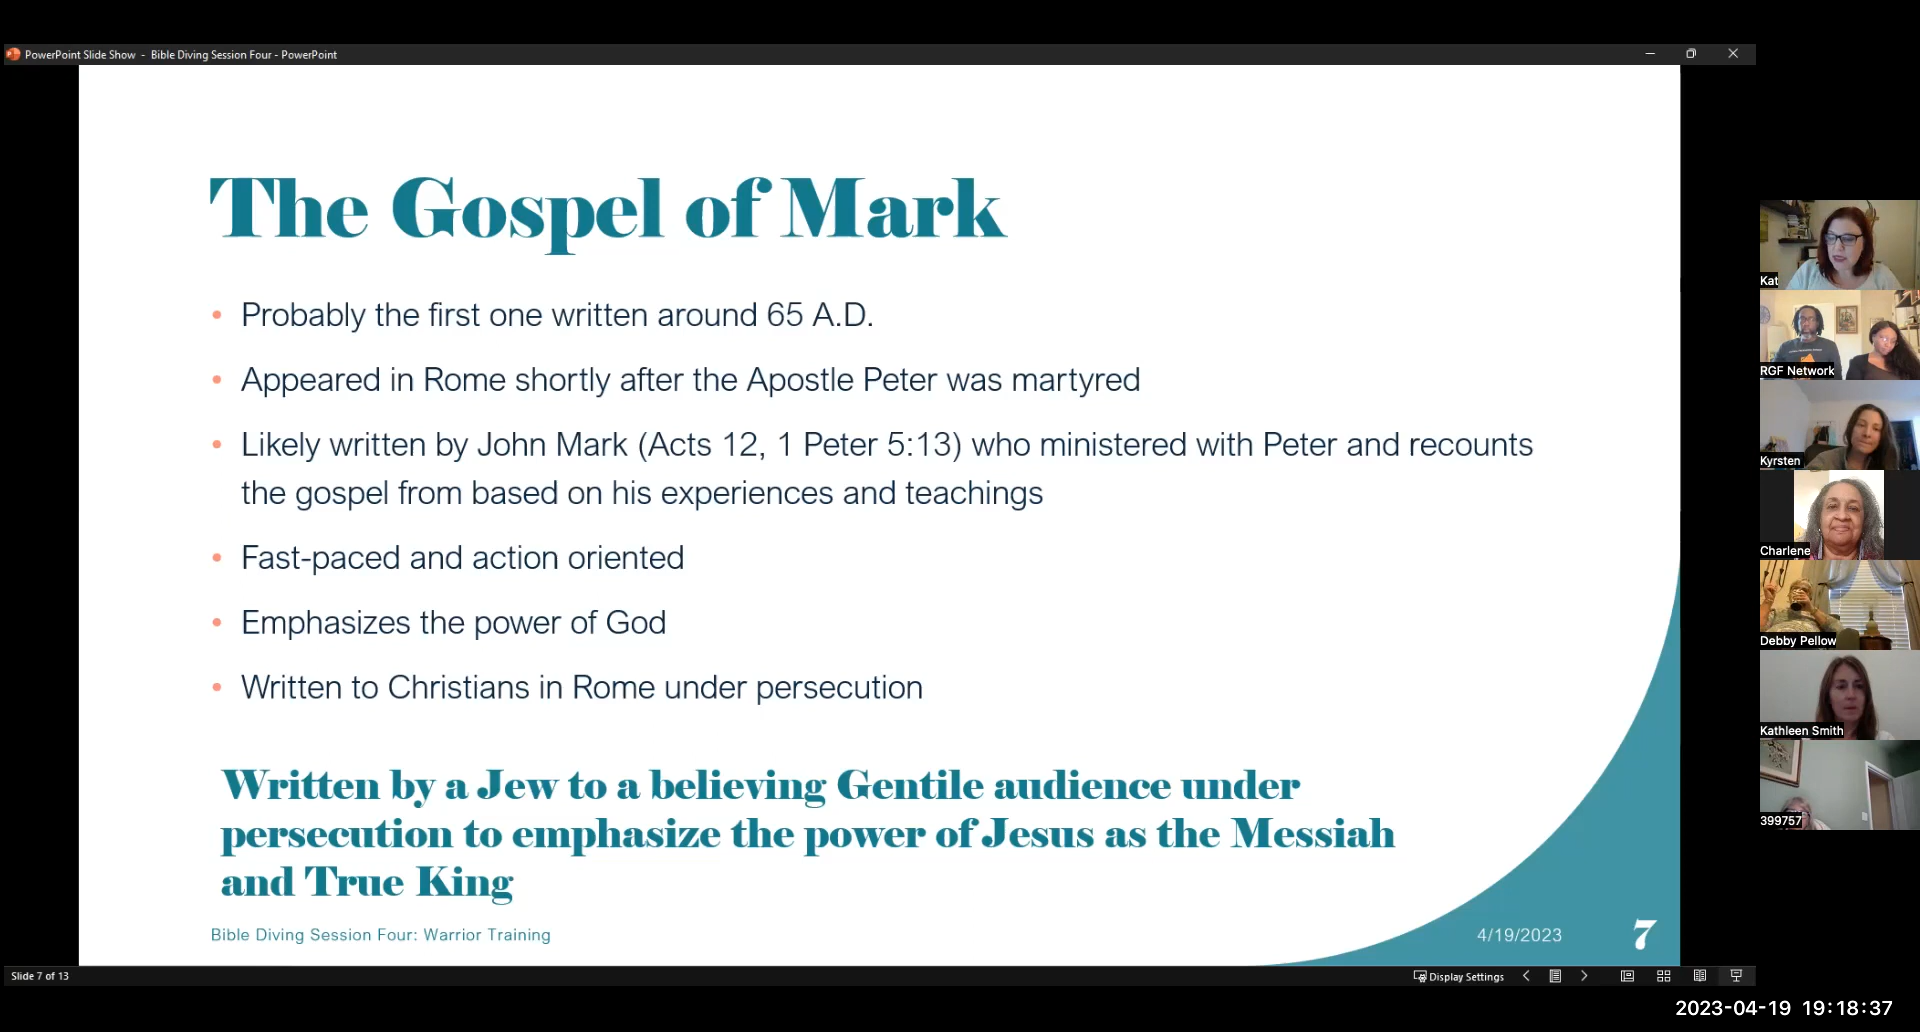 PowerPoint Slide Show - Bible Diving Session Four - PowerPoint
The Gospel of Mark
• Probably the first one written around 65 A.D.
• Appeared in Rome shortly after the Apostle Peter was martyred
• Likely written by John Mark (Acts 12, 1 Peter 5:13) who ministered with Peter and recounts
the gospel from based on his experiences and teachings
• Fast-paced and action oriented
• Emphasizes the power of God
• Written to Christians in Rome under persecution
Written by a Jew to a believing Gentile audience under
persecution to emphasize the power of Jesus as the Messiah
and True King
Bible Diving Session Four: Warrior Training
4/19/2023
7
Slide 7 of 13
Display Settings
Kat
RGF Network
Kyrsten
Charlene
Debby Pellow
Kathleen Smith
399757
2023-04-19 19:18:37